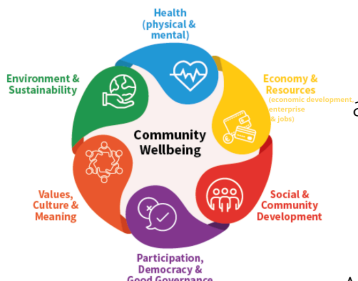 Health
(physical &
mental)
Environment &
Sustainability
Economy &
Resources
(economic development
enterprise
& jobs)
Community
Wellbeing
Values,
Culture &
Meaning
Social &
Community
Development
Participation,
Democracy &
Good Governance